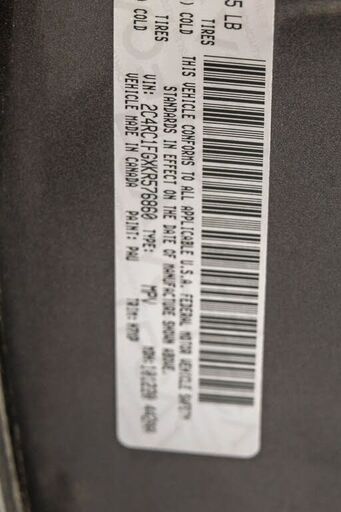 5 LB
TIRES TIRES
) COLD ) COLD
THIS VEHICLE CONFORMS TO ALL APPLICABLE U.S.A. FEDERAL MOTOR VEHICLE SAFETY
STANDARDS IN EFFECT ON THE DATE OF MANUFACTURE SHOWN ABOVE.
VIN: 2C4RC1FGXKR576860 TYPE: MPV MDH:
VEHICLE MADE IN CANADA PAINT: PAU TRIM: